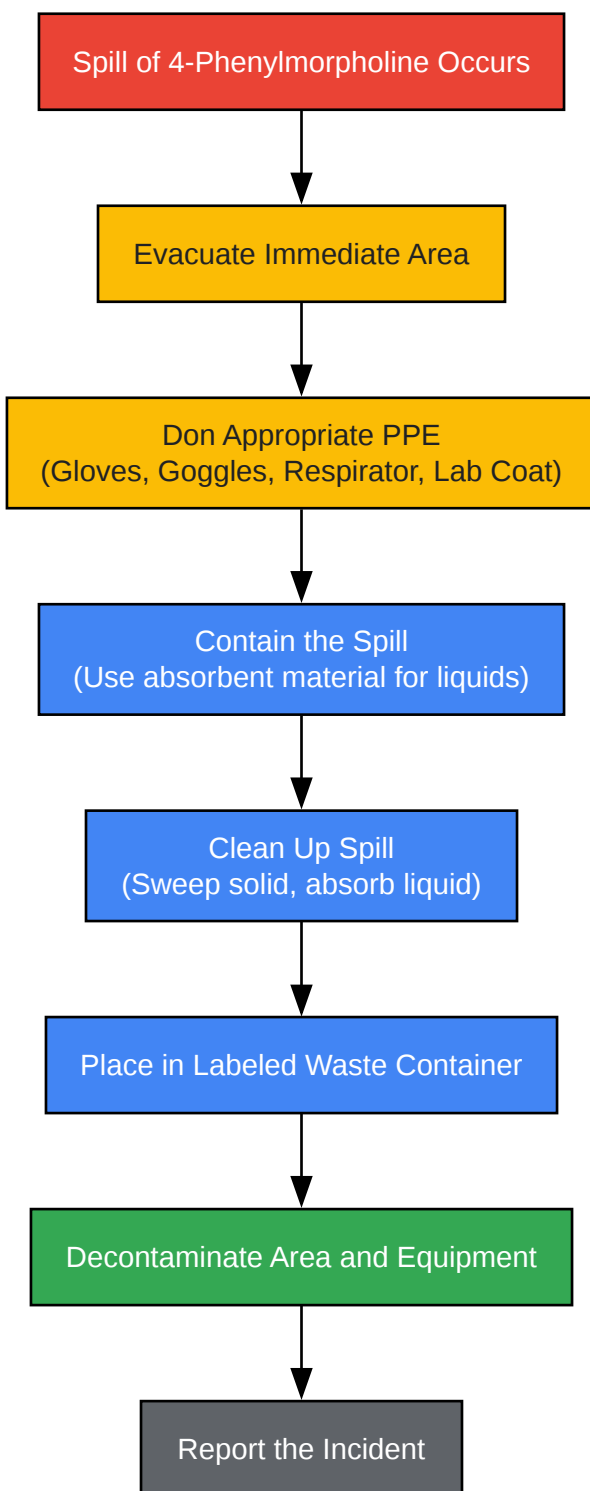 Spill of 4-Phenylmorpholine Occurs
Evacuate Immediate Area
Don Appropriate PPE
(Gloves, Goggles, Respirator, Lab Coat)
Contain the Spill
(Use absorbent material for liquids)
Clean Up Spill
(Sweep solid, absorb liquid)
Place in Labeled Waste Container
Decontaminate Area and Equipment
Report the Incident